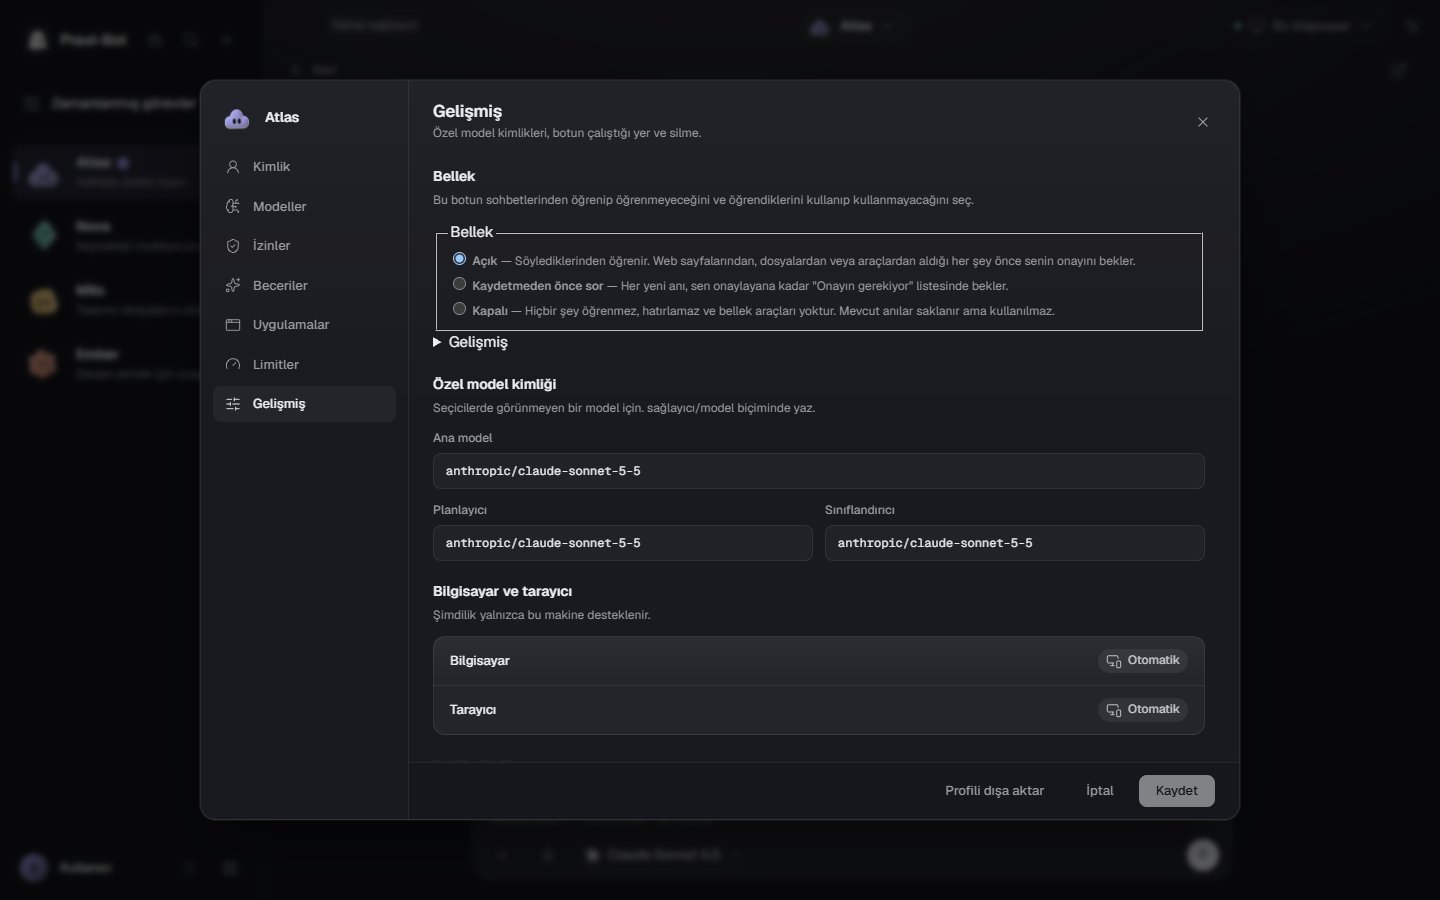 Atlas
Kimlik
Modeller
İzinler
Beceriler
Uygulamalar
Limitler
Gelişmiş
Gelişmiş
Özel model kimlikleri, botun çalıştığı yer ve silme.
Bellek
Bu botun sohbetlerinden öğrenip öğrenmeyeceğini ve öğrendiklerini kullanıp kullanmayacağını seç.
Bellek
Açık — Söylediklerinden öğrenir. Web sayfalarından, dosyalardan veya araçlardan aldığı her şey önce senin onayını bekler.
Kaydetmeden önce sor — Her yeni anı, sen onaylayana kadar "Onayın gerekiyor" listesinde bekler.
Kapalı — Hiçbir şey öğrenmez, hatırlamaz ve bellek araçları yoktur. Mevcut anılar saklanır ama kullanılmaz.
Gelişmiş
Özel model kimliği
Seçicilerde görünmeyen bir model için. sağlayıcı/model biçiminde yaz.
Ana model
anthropic/claude-sonnet-5-5
Planlayıcı
Sınıflandırıcı
anthropic/claude-sonnet-5-5
anthropic/claude-sonnet-5-5
Bilgisayar ve tarayıcı
Şimdilik yalnızca bu makine desteklenir.
Bilgisayar
Otomatik
Tarayıcı
Otomatik
Profili dışa aktar
İptal
Kaydet